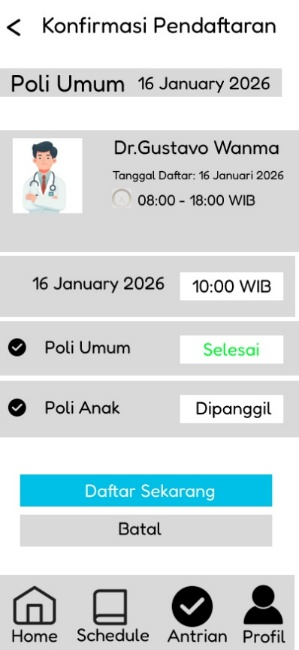 Konfirmasi Pendaftaran
Poli Umum 16 January 2026
Dr.Gustavo Wanma
Tanggal Daftar: 16 Januari 2026
08:00 - 18:00 WIB
16 January 2026 10:00 WIB
Poli Umum Selesai
Poli Anak Dipanggil
Daftar Sekarang
Batal
Home Schedule Antrian Profil